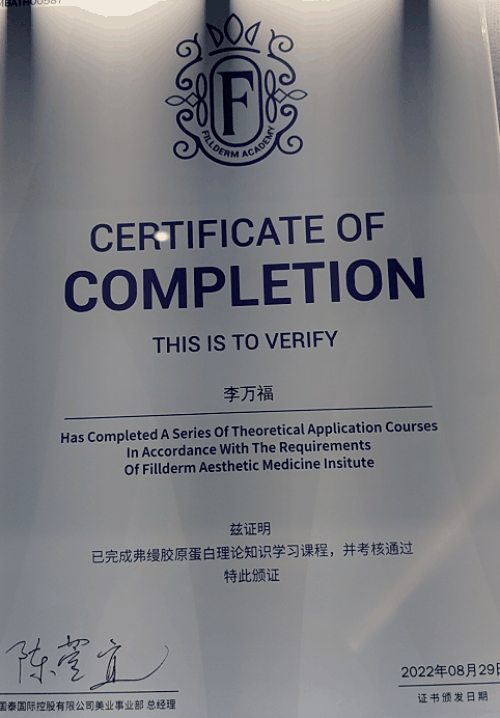 F
FILLDERM ACADEMY
CERTIFICATE OF
COMPLETION
THIS IS TO VERIFY
李万福
Has Completed A Series Of Theoretical Application Courses
In Accordance With The Requirements
Of Fillderm Aesthetic Medicine Insitute
兹证明
已完成弗缦胶原蛋白理论知识学习课程，并考核通过
特此颁证
2022年08月29日
国泰国际控股有限公司美业事业部 总经理
证书颁发日期